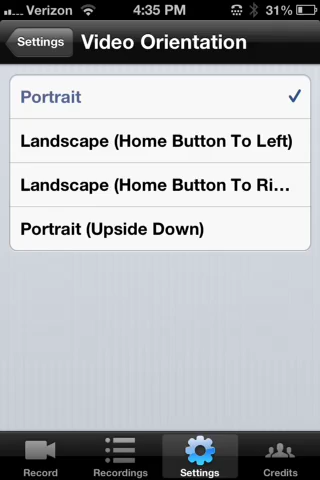 Verizon 4:35 PM 31%
Settings Video Orientation
Portrait
Landscape (Home Button To Left)
Landscape (Home Button To Ri...
Portrait (Upside Down)
Record Recordings Settings Credits